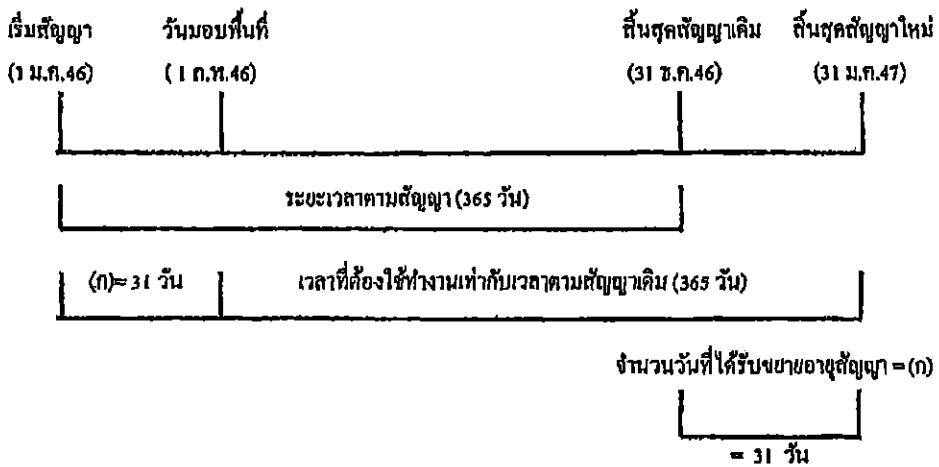 เริ่มสัญญา วันมอบพื้นที่ สิ้นสุดสัญญาเดิม สิ้นสุดสัญญาใหม่
(1 ม.ค.46) (1 ก.พ.46) (31 ธ.ค.46) (31 ม.ค.47)
ระยะเวลาตามสัญญา (365 วัน)
(ก)= 31 วัน เวลาที่ต้องใช้ทำงานเท่ากับเวลาตามสัญญาเดิม (365 วัน)
จำนวนวันที่ได้รับขยายอายุสัญญา = (ก)
= 31 วัน